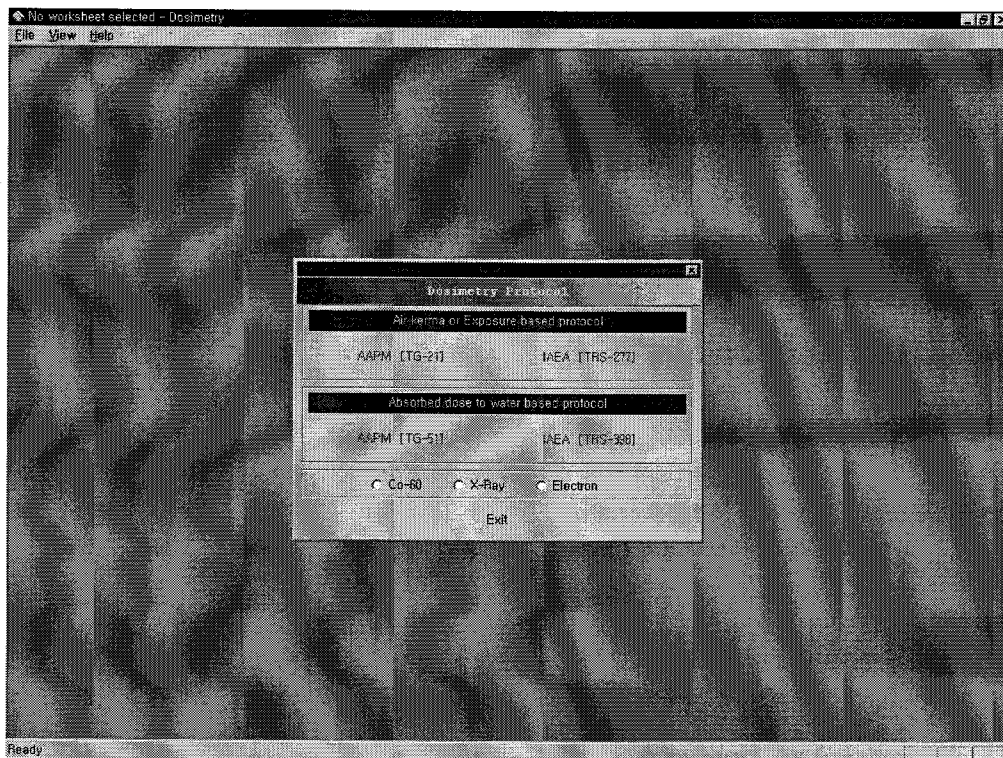 No worksheet selected - Dosimetry
File View Help
Dosimetry Protocol
Air kerma or Exposure based protocol
AAPM [TG-21] IAEA [TRS-277]
Absorbed dose to water based protocol
AAPM [TG-51] IAEA [TRS-398]
Co-60 X-Ray Electron
Exit
Ready